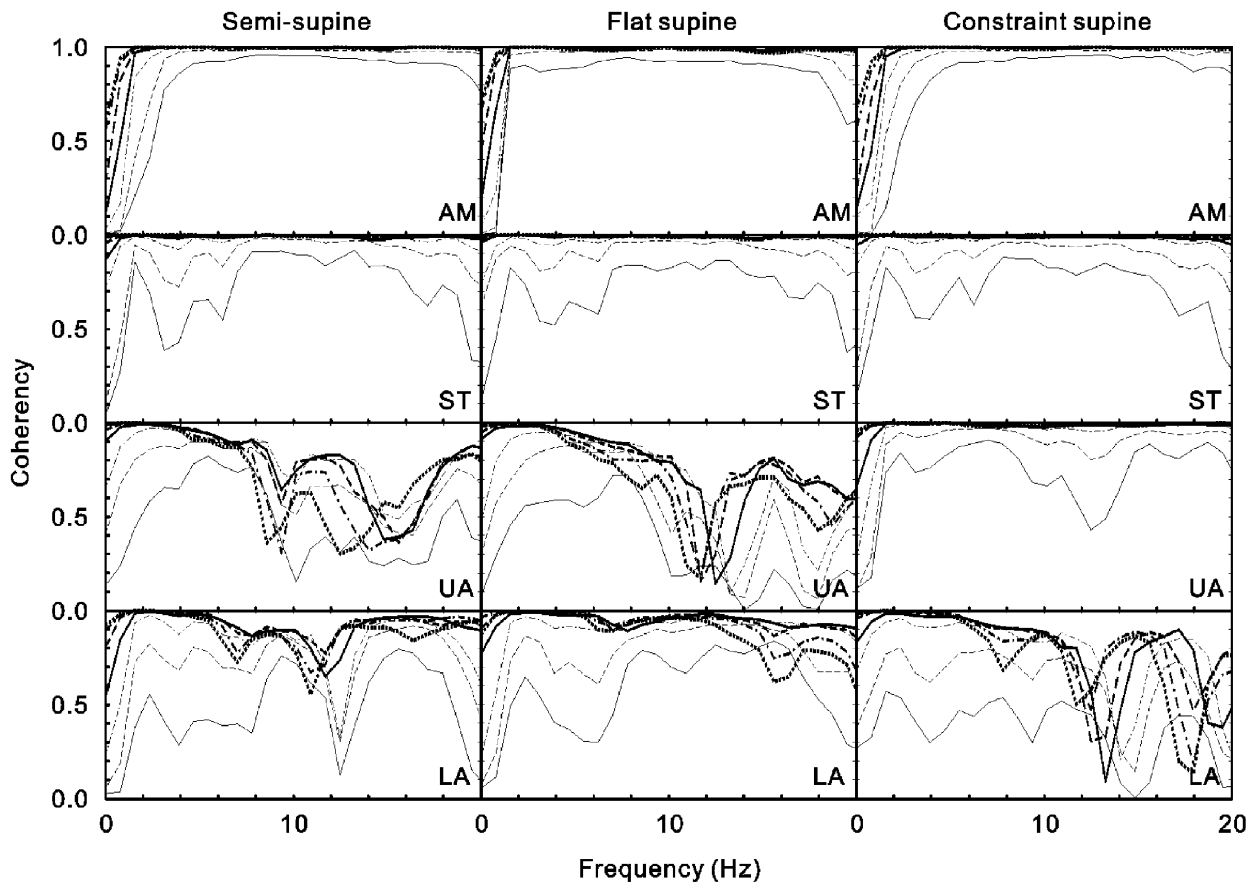 Semi-supine Flat supine Constraint supine
1.0
0.5
AM AM AM
0.0
0.5
ST ST ST
0.0
Coherency
0.5
UA UA UA
0.0
0.5
LA LA LA
0.0
0 10 0 10 0 10 20
Frequency (Hz)